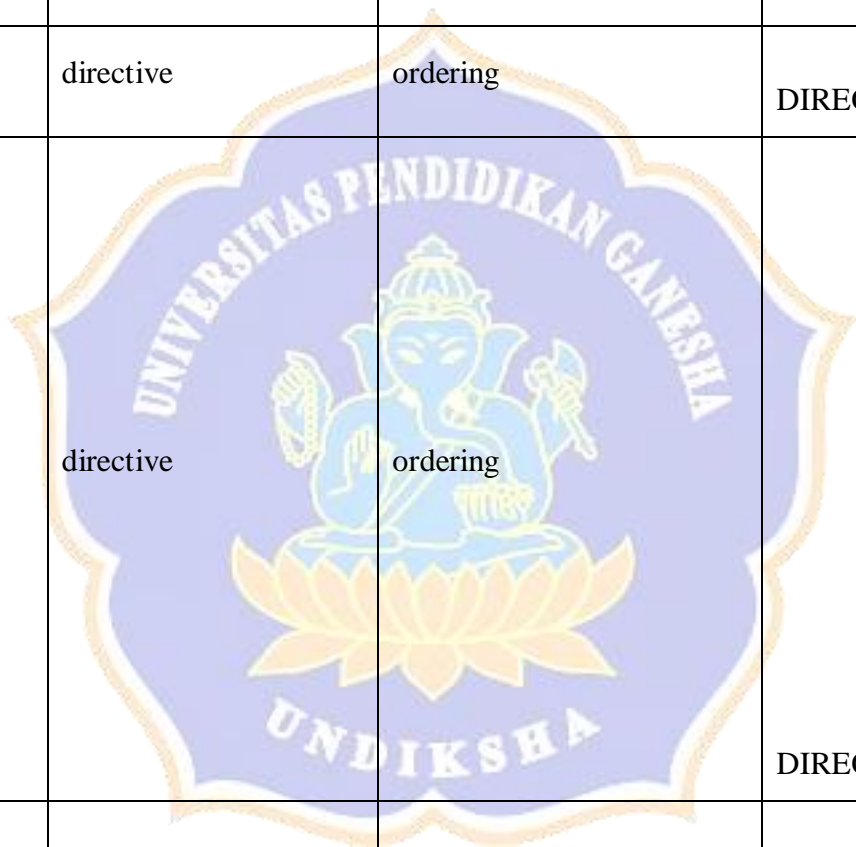 directive ordering
DIREC
UNIVERSITAS PENDIDIKAN GANESHA
directive ordering
UNDIKSHA
DIREC